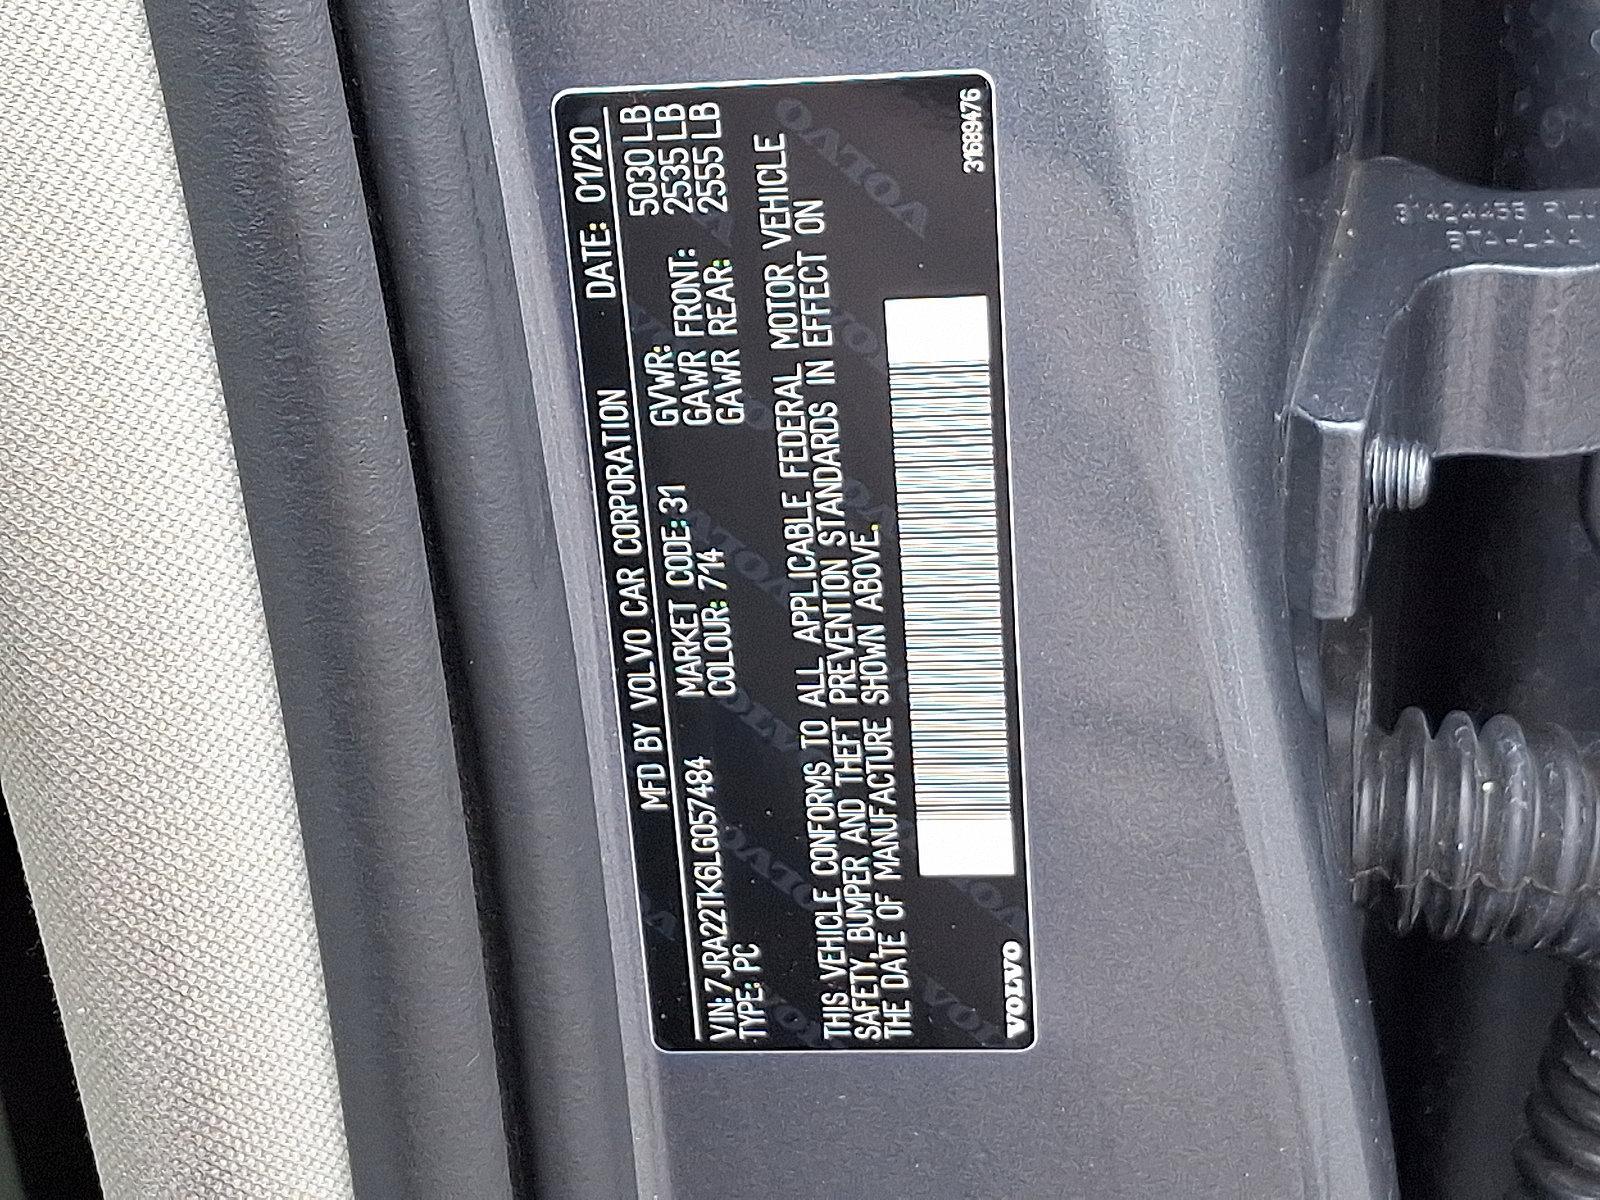 MFD BY VOLVO CAR CORPORATION DATE: 01/20
VIN: 7JRA22TK6LG057484 MARKET CODE: 31 GVWR: 5030 LB
TYPE: PC COLOUR: 714 GAWR FRONT: 2535 LB
GAWR REAR: 2555 LB
THIS VEHICLE CONFORMS TO ALL APPLICABLE FEDERAL MOTOR VEHICLE
SAFETY, BUMPER AND THEFT PREVENTION STANDARDS IN EFFECT ON
THE DATE OF MANUFACTURE SHOWN ABOVE.
VOLVO 31689476